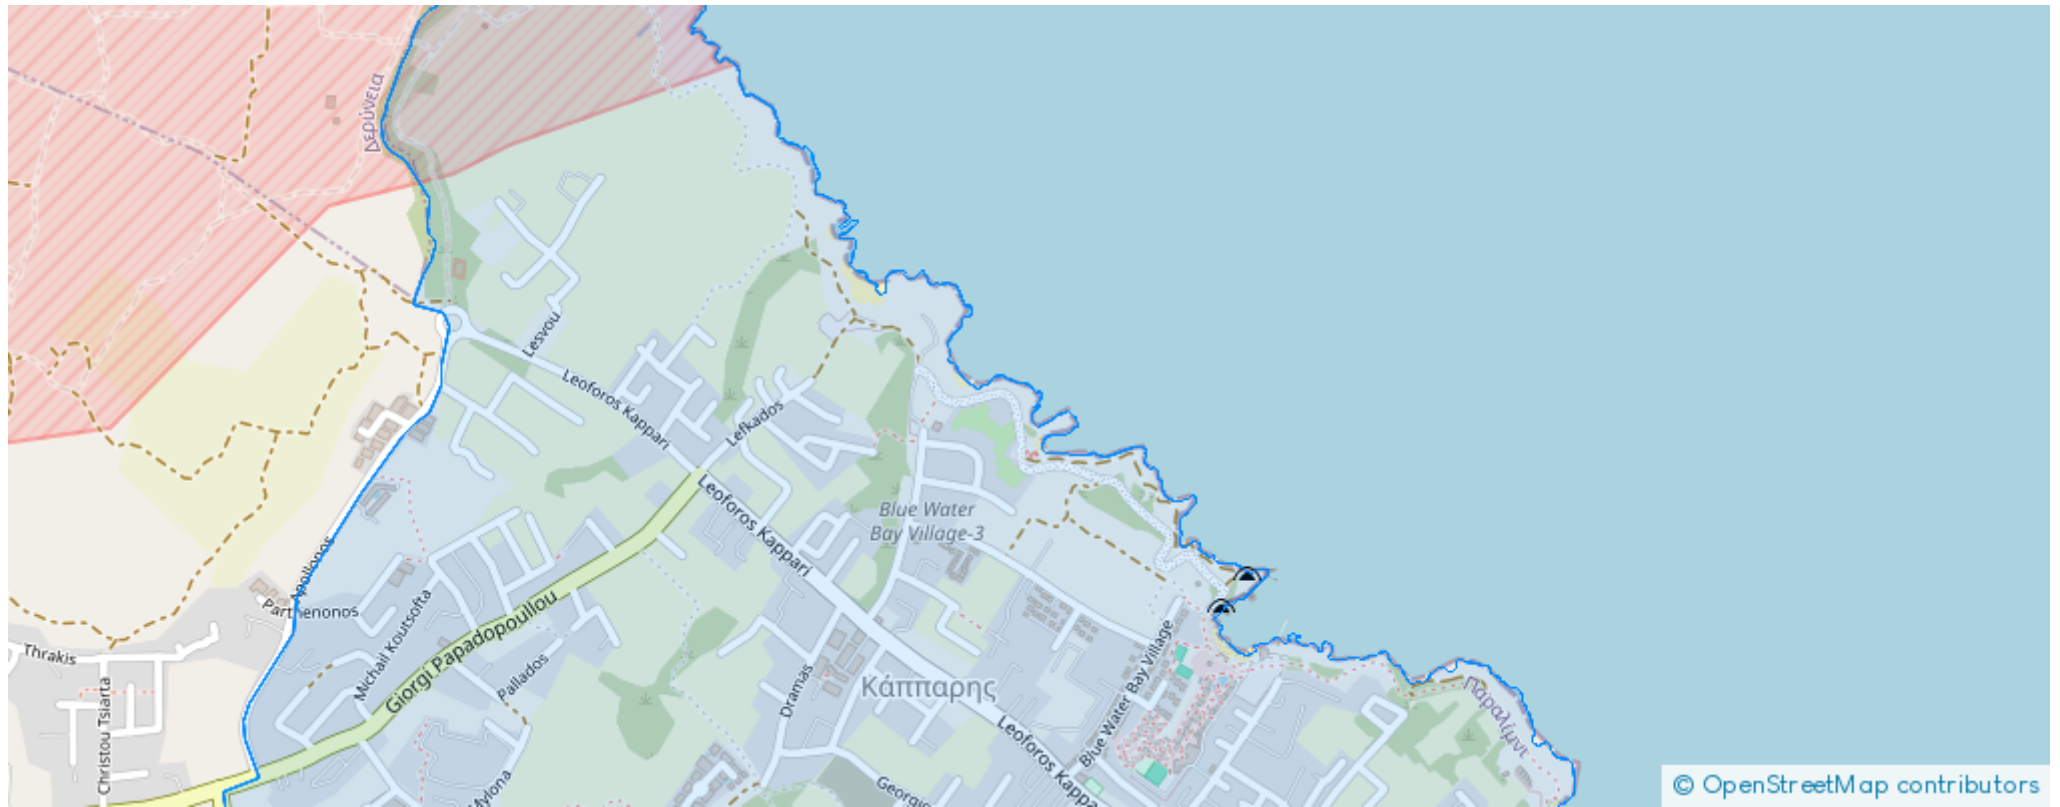 Δερύνεια
Lesvou
Leoforos Kappari
Lefkados
Leoforos Kappari
Blue Water
Bay Village-3
Apollonos
Parthenonos
Thrakis
Christou Tsiarta
Michail Koutsofta
Giorgi Papadopoullou
Pallados
Dramas
Κάππαρης
Blue Water Bay Village
Leoforos Kappa
Παραλίμνι
Mylona
Georgio
© OpenStreetMap contributors